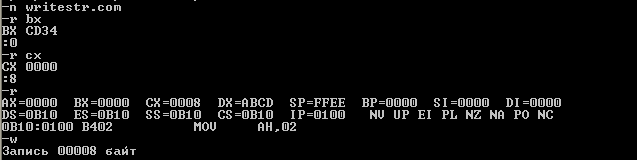 -n writestr.com
-r bx
BX CD34
:0
-r cx
CX 0000
:8
-r
AX=0000  BX=0000  CX=0008  DX=ABCD  SP=FFEE  BP=0000  SI=0000  DI=0000
DS=0B10  ES=0B10  SS=0B10  CS=0B10  IP=0100   NV UP EI PL NZ NA PO NC
0B10:0100 B402          MOV     AH,02
-w
Запись 00008 байт